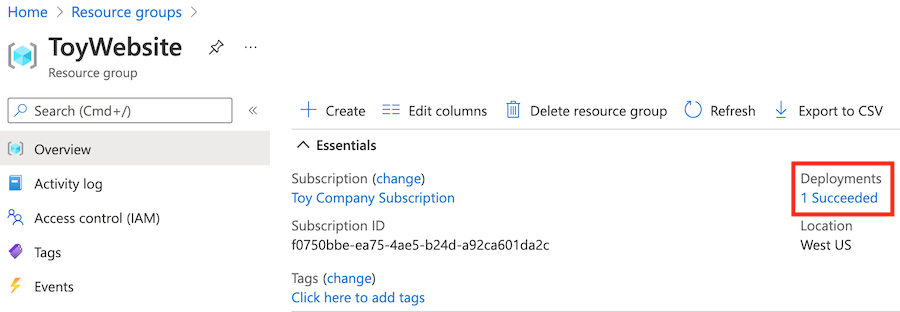 Home > Resource groups >
ToyWebsite
Resource group
Search (Cmd+/)
Overview
Activity log
Access control (IAM)
Tags
Events
Create Edit columns Delete resource group Refresh Export to CSV
Essentials
Subscription (change)
Toy Company Subscription
Subscription ID
f0750bbe-ea75-4ae5-b24d-a92ca601da2c
Tags (change)
Click here to add tags
Deployments
1 Succeeded
Location
West US